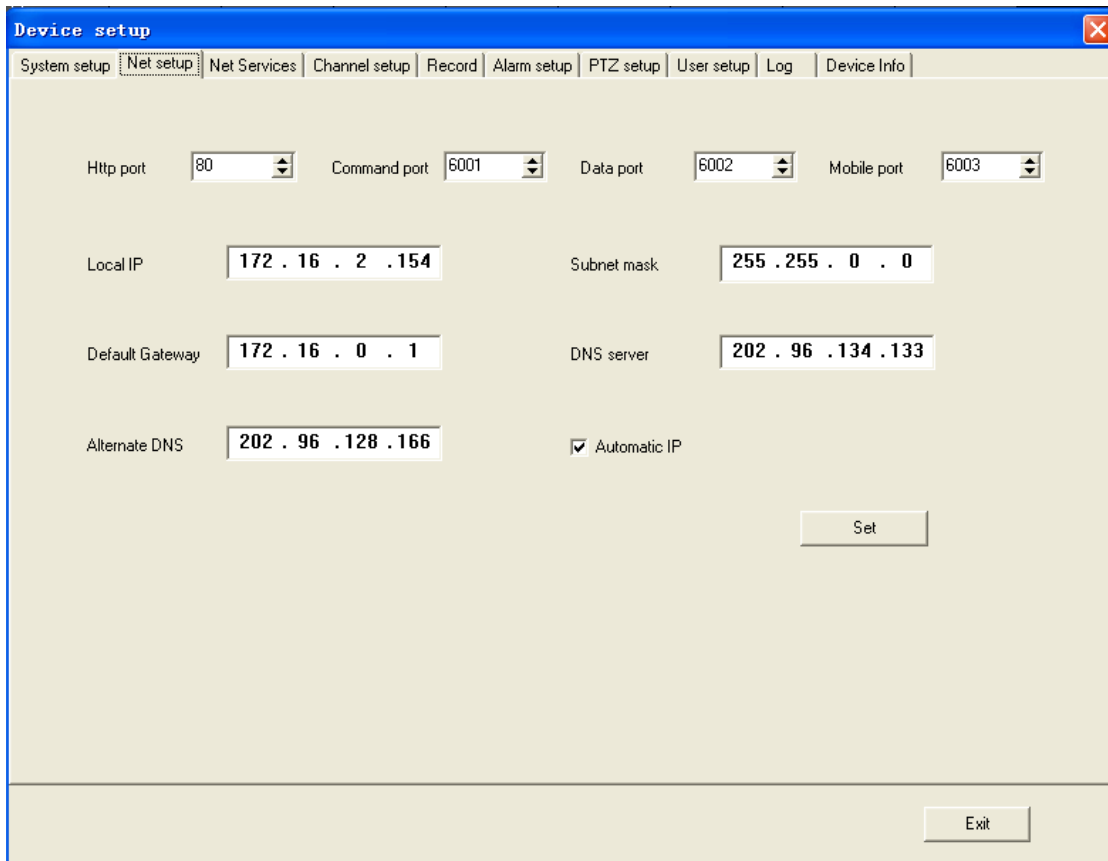 Device setup
System setup Net setup Net Services Channel setup Record Alarm setup PTZ setup User setup Log Device Info
Http port 80 Command port 6001 Data port 6002 Mobile port 6003
Local IP 172 . 16 . 2 . 154 Subnet mask 255 . 255 . 0 . 0
Default Gateway 172 . 16 . 0 . 1 DNS server 202 . 96 . 134 . 133
Alternate DNS 202 . 96 . 128 . 166 Automatic IP
Set
Exit